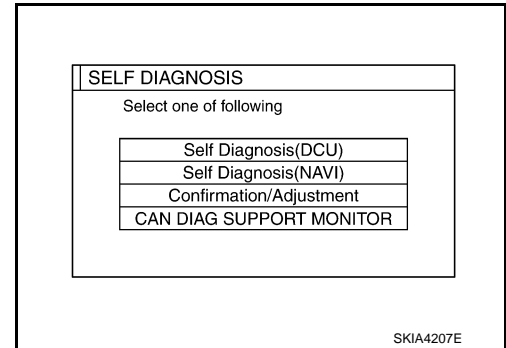 SELF DIAGNOSIS
Select one of following
Self Diagnosis(DCU)
Self Diagnosis(NAVI)
Confirmation/Adjustment
CAN DIAG SUPPORT MONITOR
SKIA4207E